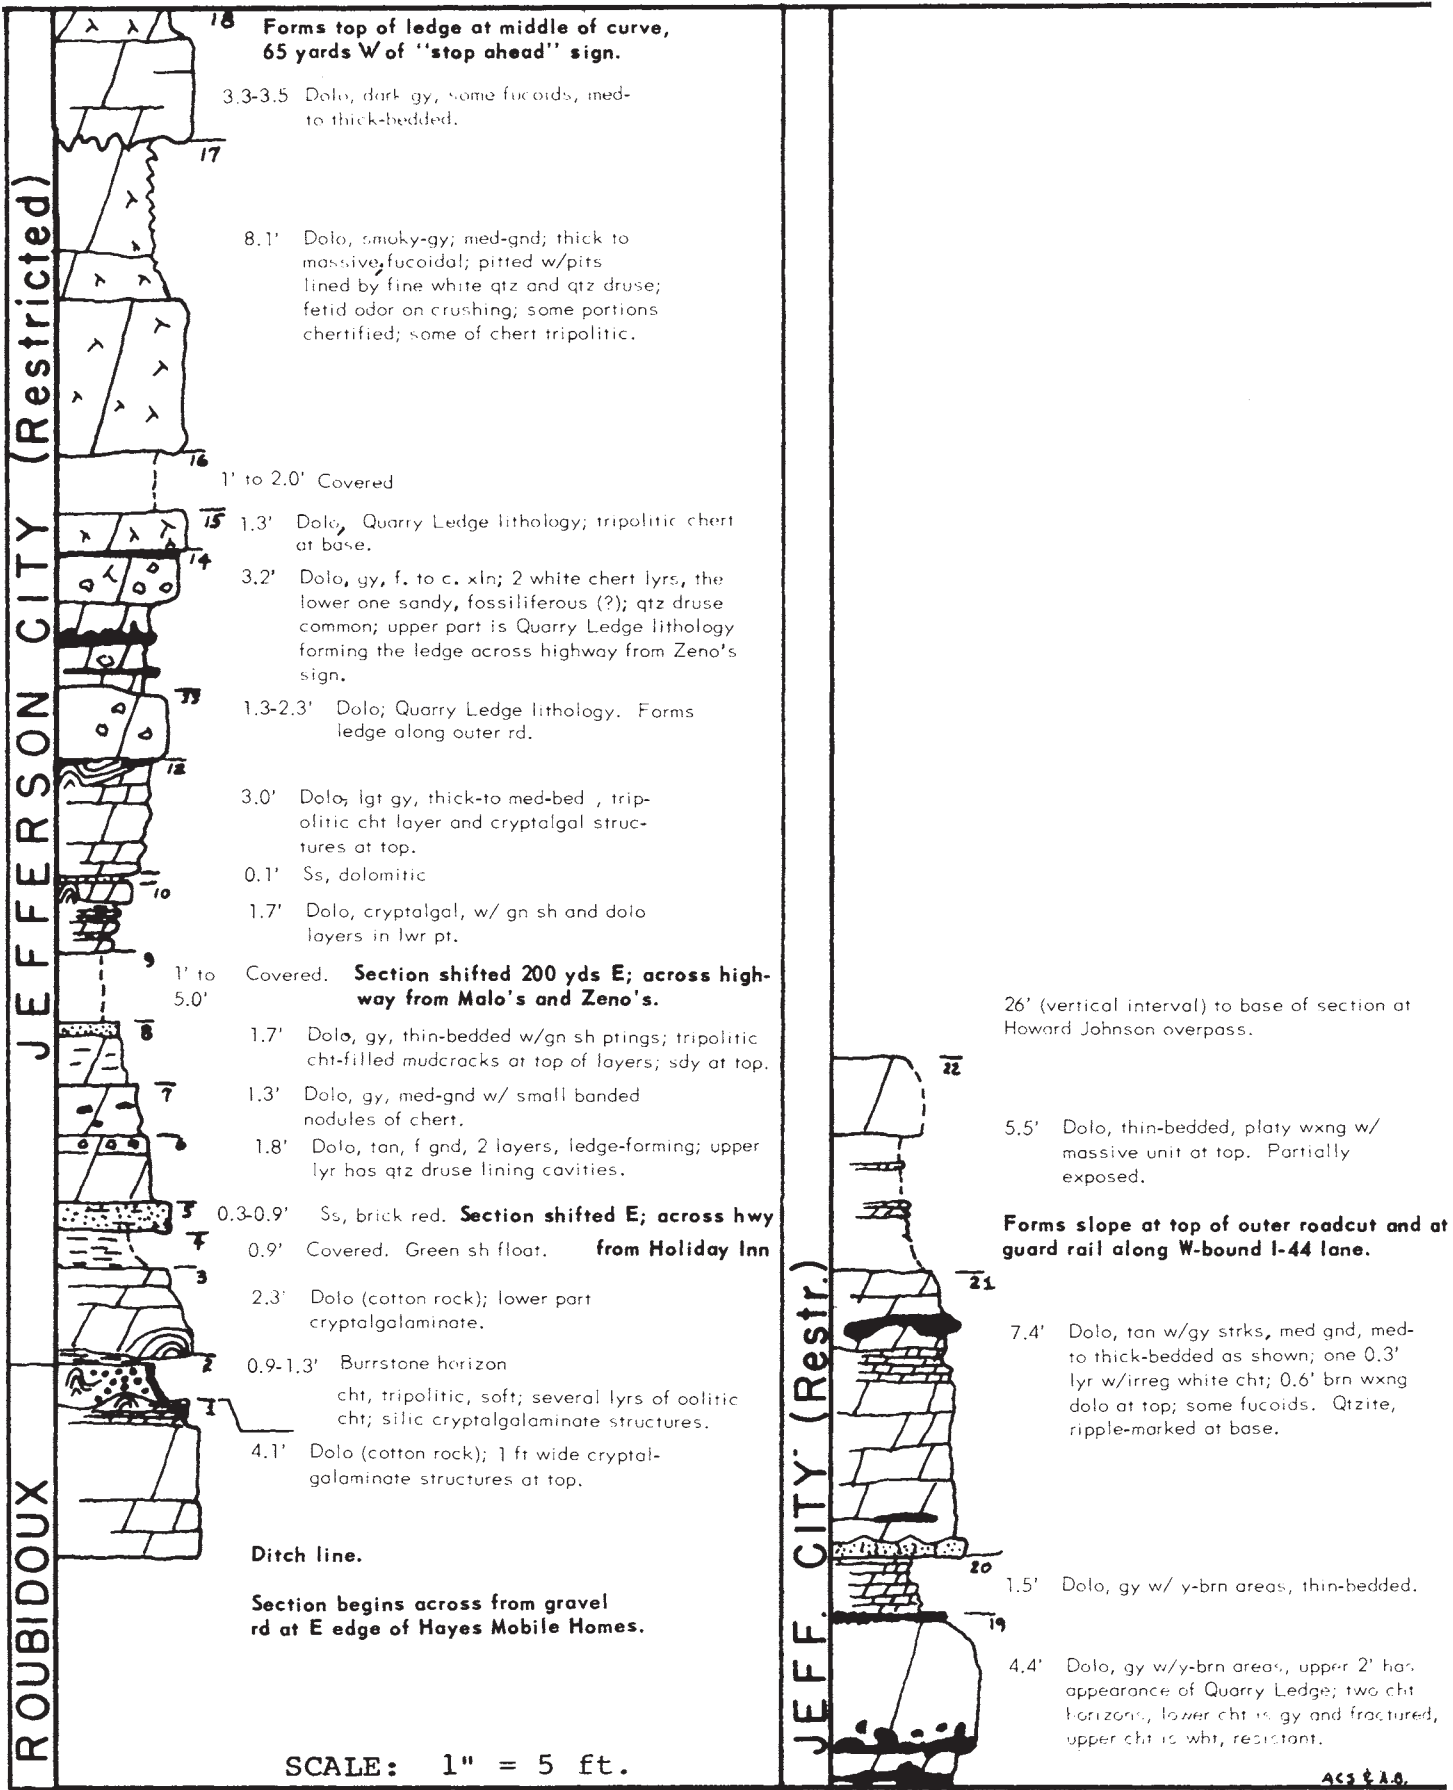 JEFFERSON CITY (Restricted)
ROUBIDOUX
18
Forms top of ledge at middle of curve,
65 yards W of "stop ahead" sign.
3.3-3.5 Dolo, dark gy, some fucoids, med-
to thick-bedded.
17
8.1' Dolo, smoky-gy; med-gnd; thick to
massive, fucoidal; pitted w/pits
lined by fine white qtz and qtz druse;
fetid odor on crushing; some portions
chertified; some of chert tripolitic.
16
1' to 2.0' Covered
15
1.3' Dolo, Quarry Ledge lithology; tripolitic chert
at base.
14
3.2' Dolo, gy, f. to c. xln; 2 white chert lyrs, the
lower one sandy, fossiliferous (?); qtz druse
common; upper part is Quarry Ledge lithology
forming the ledge across highway from Zeno's
sign.
13
1.3-2.3' Dolo; Quarry Ledge lithology. Forms
ledge along outer rd.
12
3.0' Dolo, lgt gy, thick-to med-bed , trip-
olitic cht layer and cryptalgal struc-
tures at top.
0.1' Ss, dolomitic
10
1.7' Dolo, cryptalgal, w/ gn sh and dolo
layers in lwr pt.
9
1' to Covered. Section shifted 200 yds E; across high-
5.0' way from Malo's and Zeno's.
8
1.7' Dolo, gy, thin-bedded w/gn sh ptings; tripolitic
cht-filled mudcracks at top of layers; sdy at top.
7
1.3' Dolo, gy, med-gnd w/ small banded
nodules of chert.
6
1.8' Dolo, tan, f gnd, 2 layers, ledge-forming; upper
lyr has qtz druse lining cavities.
5
0.3-0.9' Ss, brick red. Section shifted E; across hwy
4
0.9' Covered. Green sh float. from Holiday Inn
3
2.3' Dolo (cotton rock); lower part
cryptalgalaminate.
2
0.9-1.3' Burrstone horizon
cht, tripolitic, soft; several lyrs of oolitic
cht; silic cryptalgalaminate structures.
1
4.1' Dolo (cotton rock); 1 ft wide cryptal-
galaminate structures at top.
Ditch line.
Section begins across from gravel
rd at E edge of Hayes Mobile Homes.
SCALE: 1" = 5 ft.
JEFF. CITY (Restr.)
26' (vertical interval) to base of section at
Howard Johnson overpass.
22
5.5' Dolo, thin-bedded, platy wxng w/
massive unit at top. Partially
exposed.
Forms slope at top of outer roadcut and at
guard rail along W-bound I-44 lane.
21
7.4' Dolo, tan w/gy strks, med gnd, med-
to thick-bedded as shown; one 0.3'
lyr w/irreg white cht; 0.6' brn wxng
dolo at top; some fucoids. Qtzite,
ripple-marked at base.
20
1.5' Dolo, gy w/ y-brn areas, thin-bedded.
19
4.4' Dolo, gy w/y-brn areas, upper 2' has
appearance of Quarry Ledge; two cht
horizons, lower cht is gy and fractured,
upper cht is wht, resistant.